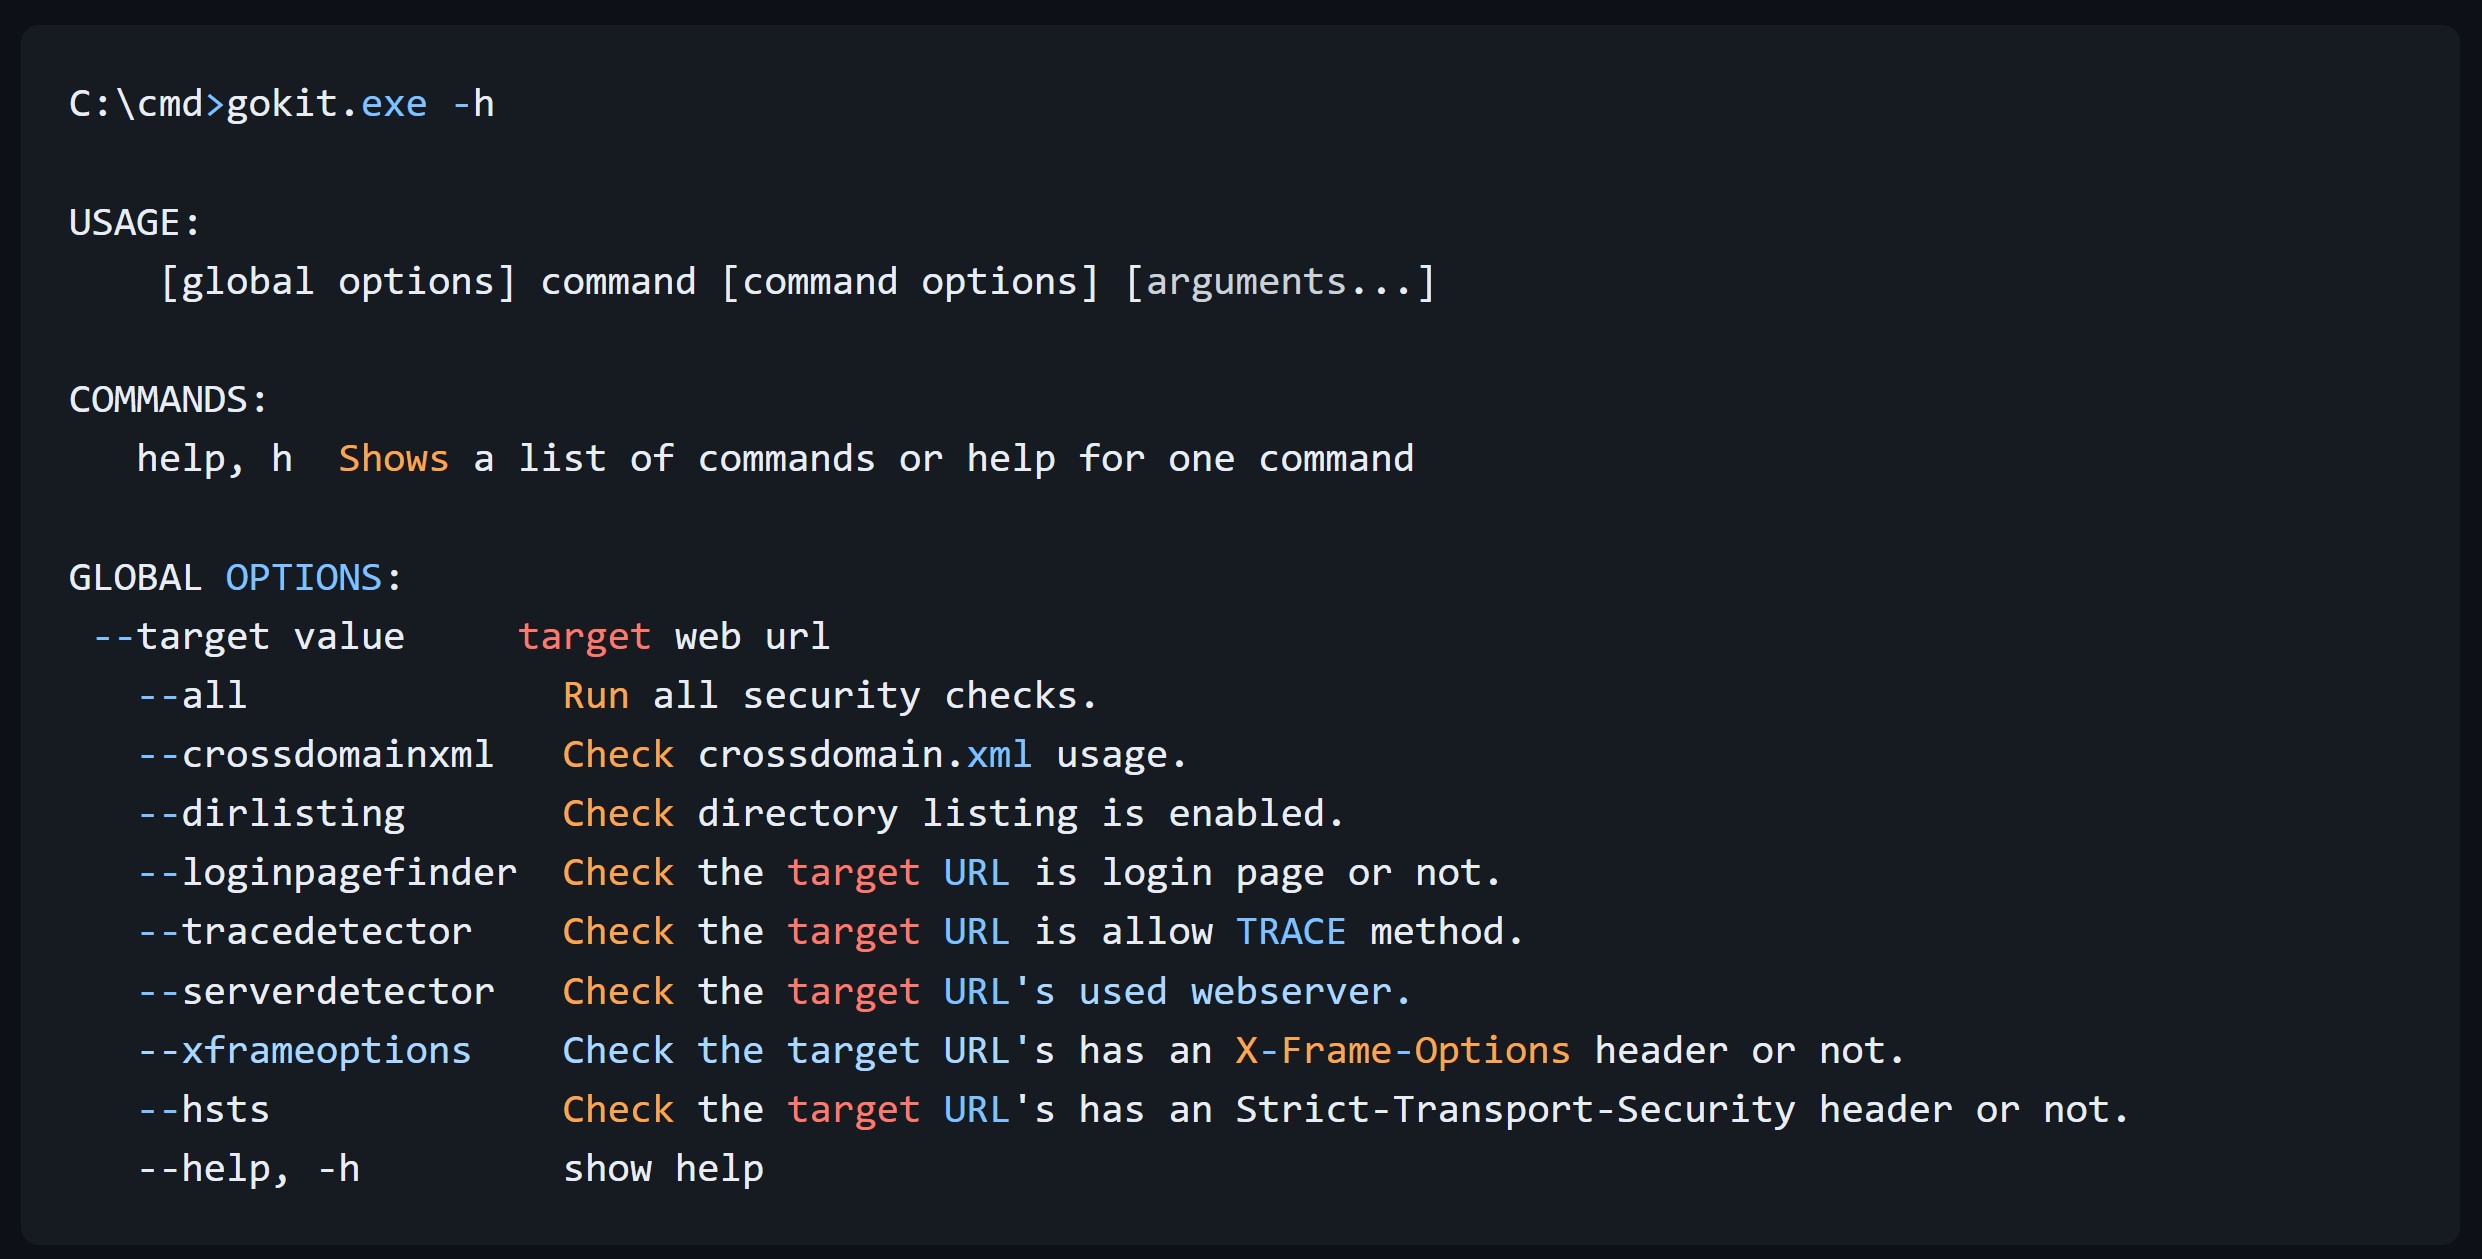 C:\cmd>gokit.exe -h
USAGE:
[global options] command [command options] [arguments...]
COMMANDS:
help, h  Shows a list of commands or help for one command
GLOBAL OPTIONS:
--target value     target web url
--all              Run all security checks.
--crossdomainxml   Check crossdomain.xml usage.
--dirlisting       Check directory listing is enabled.
--loginpagefinder  Check the target URL is login page or not.
--tracedetector    Check the target URL is allow TRACE method.
--serverdetector   Check the target URL's used webserver.
--xframeoptions    Check the target URL's has an X-Frame-Options header or not.
--hsts             Check the target URL's has an Strict-Transport-Security header or not.
--help, -h         show help